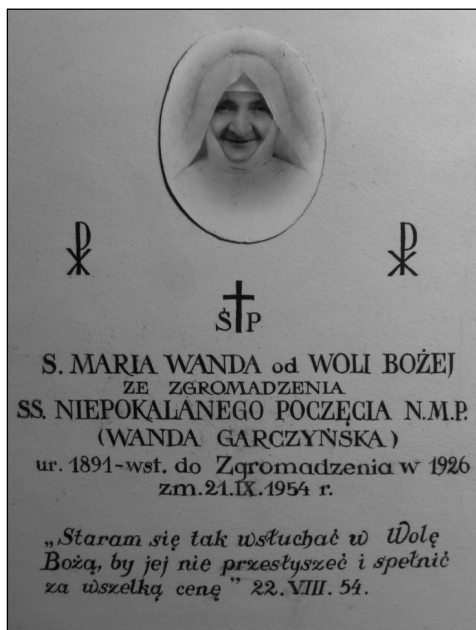 Ś P
S. MARIA WANDA od WOLI BOŻEJ
ZE ZGROMADZENIA
SS. NIEPOKALANEGO POCZĘCIA N.M.P.
(WANDA GARCZYŃSKA)
ur. 1891-wst. do Zgromadzenia w 1926
zm. 21.IX.1954 r.
„Staram się tak wsłuchać w Wolę
Bożą, by jej nie przesłyszeć i spełnić
za wszelką cenę" 22.VIII.54.